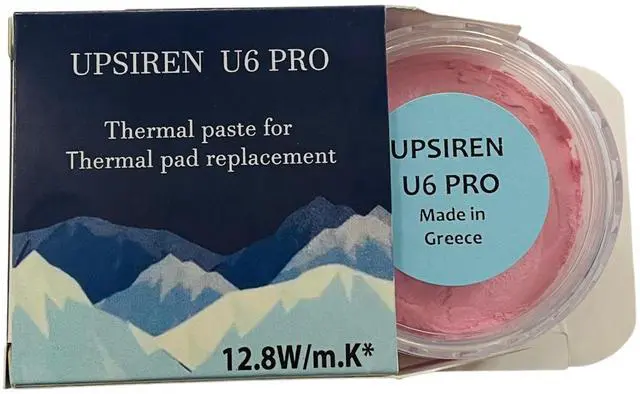 UPSIREN U6 PRO
Thermal paste for
Thermal pad replacement
12.8W/m.K*
UPSIREN
U6 PRO
Made in
Greece